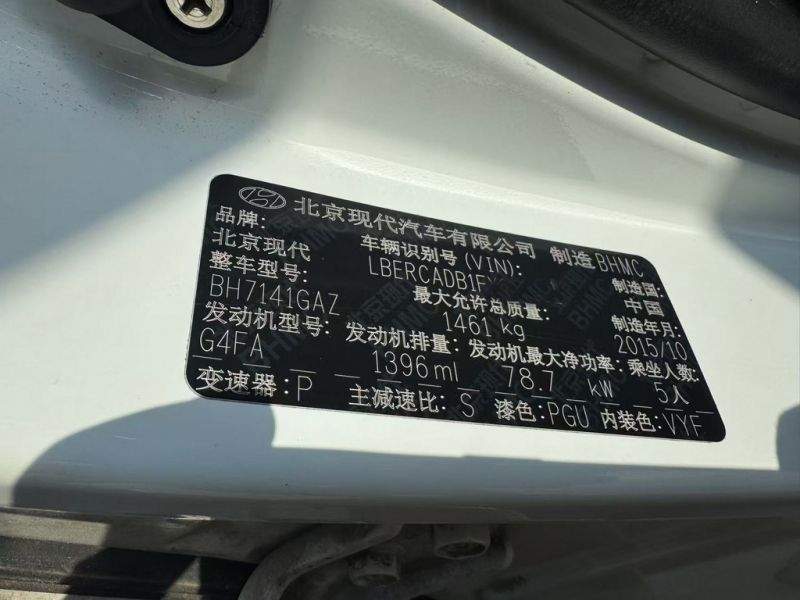 北京现代汽车有限公司 制造 BHMC
品牌: 车辆识别号(VIN): 制造国:
北京现代 LBERCADB1F 中国
整车型号: 最大允许总质量: 制造年月:
BH7141GAZ 1461 kg 2015/10
发动机型号: 发动机排量: 发动机最大净功率: 乘坐人数:
G4FA 1396 ml 78.7 kW 5人
变速器: P 主减速比: S 漆色: PGU 内装色: VYF